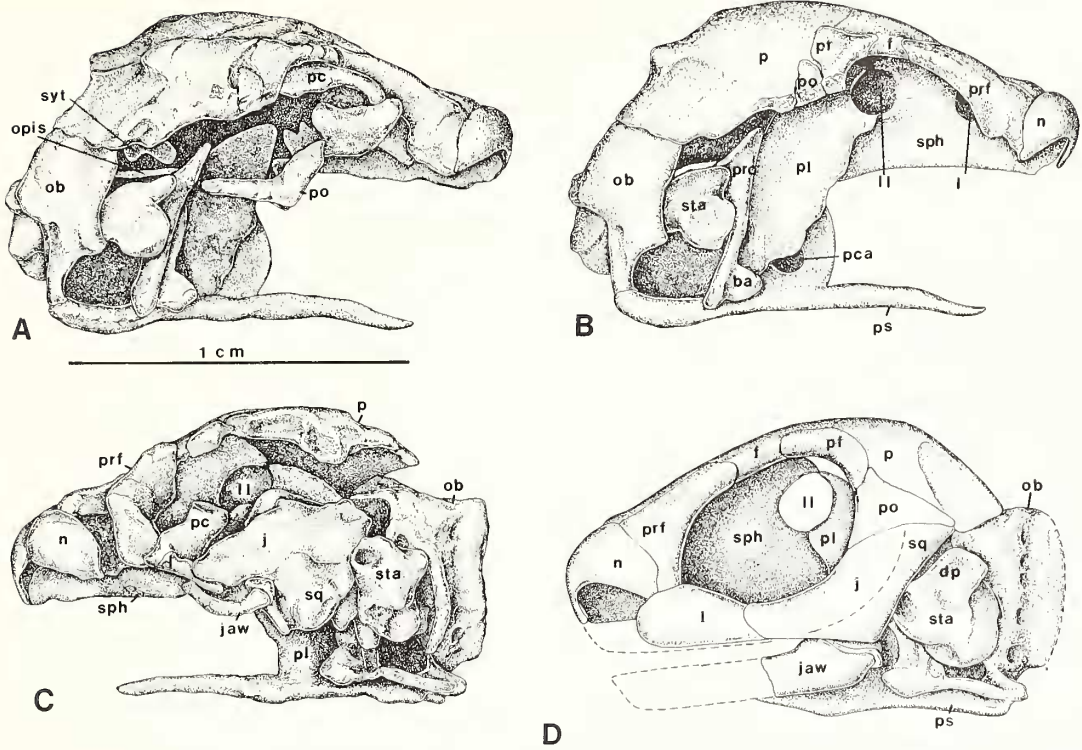 syt
opis
ob
pc
po
A
p
pf
f
po
prf
n
ob
sta
pro
pl
sph
II
I
pca
ba
ps
B
1 cm
p
prf
ob
II
pc
n
j
l
sta
sq
sph
jaw
pl
C
f
pf
p
ob
II
po
prf
sph
pl
sq
n
dp
j
l
sta
jaw
ps
D